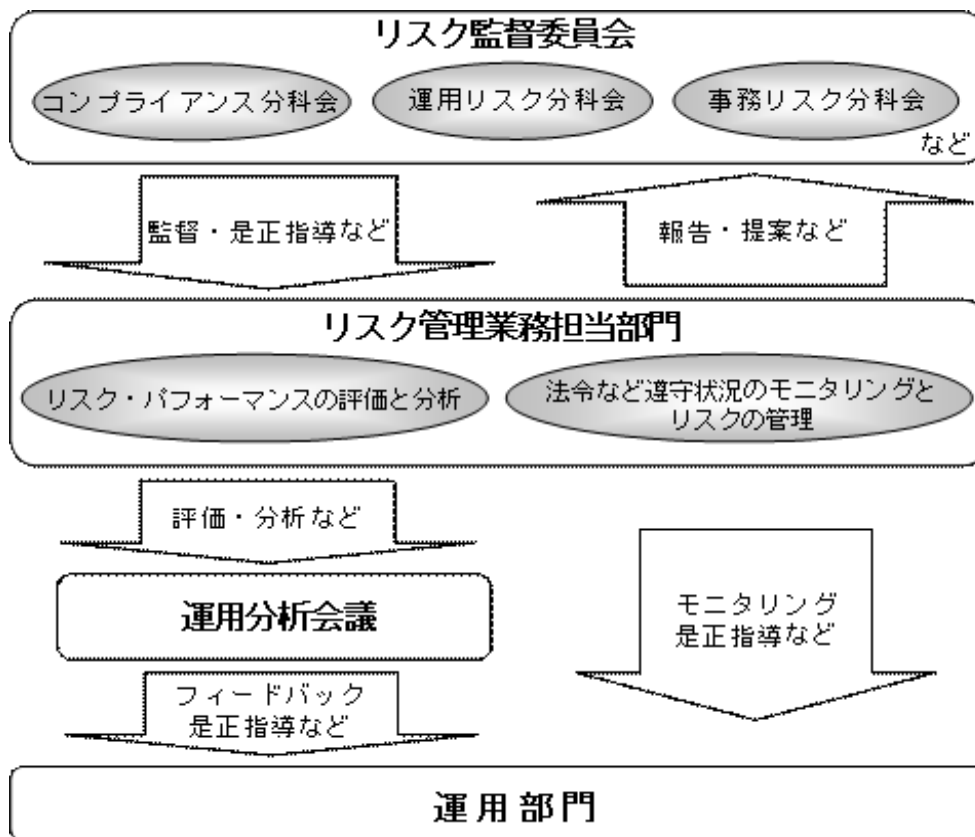 リスク監督委員会
コンプライアンス分科会
運用リスク分科会
事務リスク分科会
など
監督・是正指導など
報告・提案など
リスク管理業務担当部門
リスク・パフォーマンスの評価と分析
法令など遵守状況のモニタリングと
リスクの管理
評価・分析など
運用分析会議
モニタリング
是正指導など
フィードバック
是正指導など
運用部門